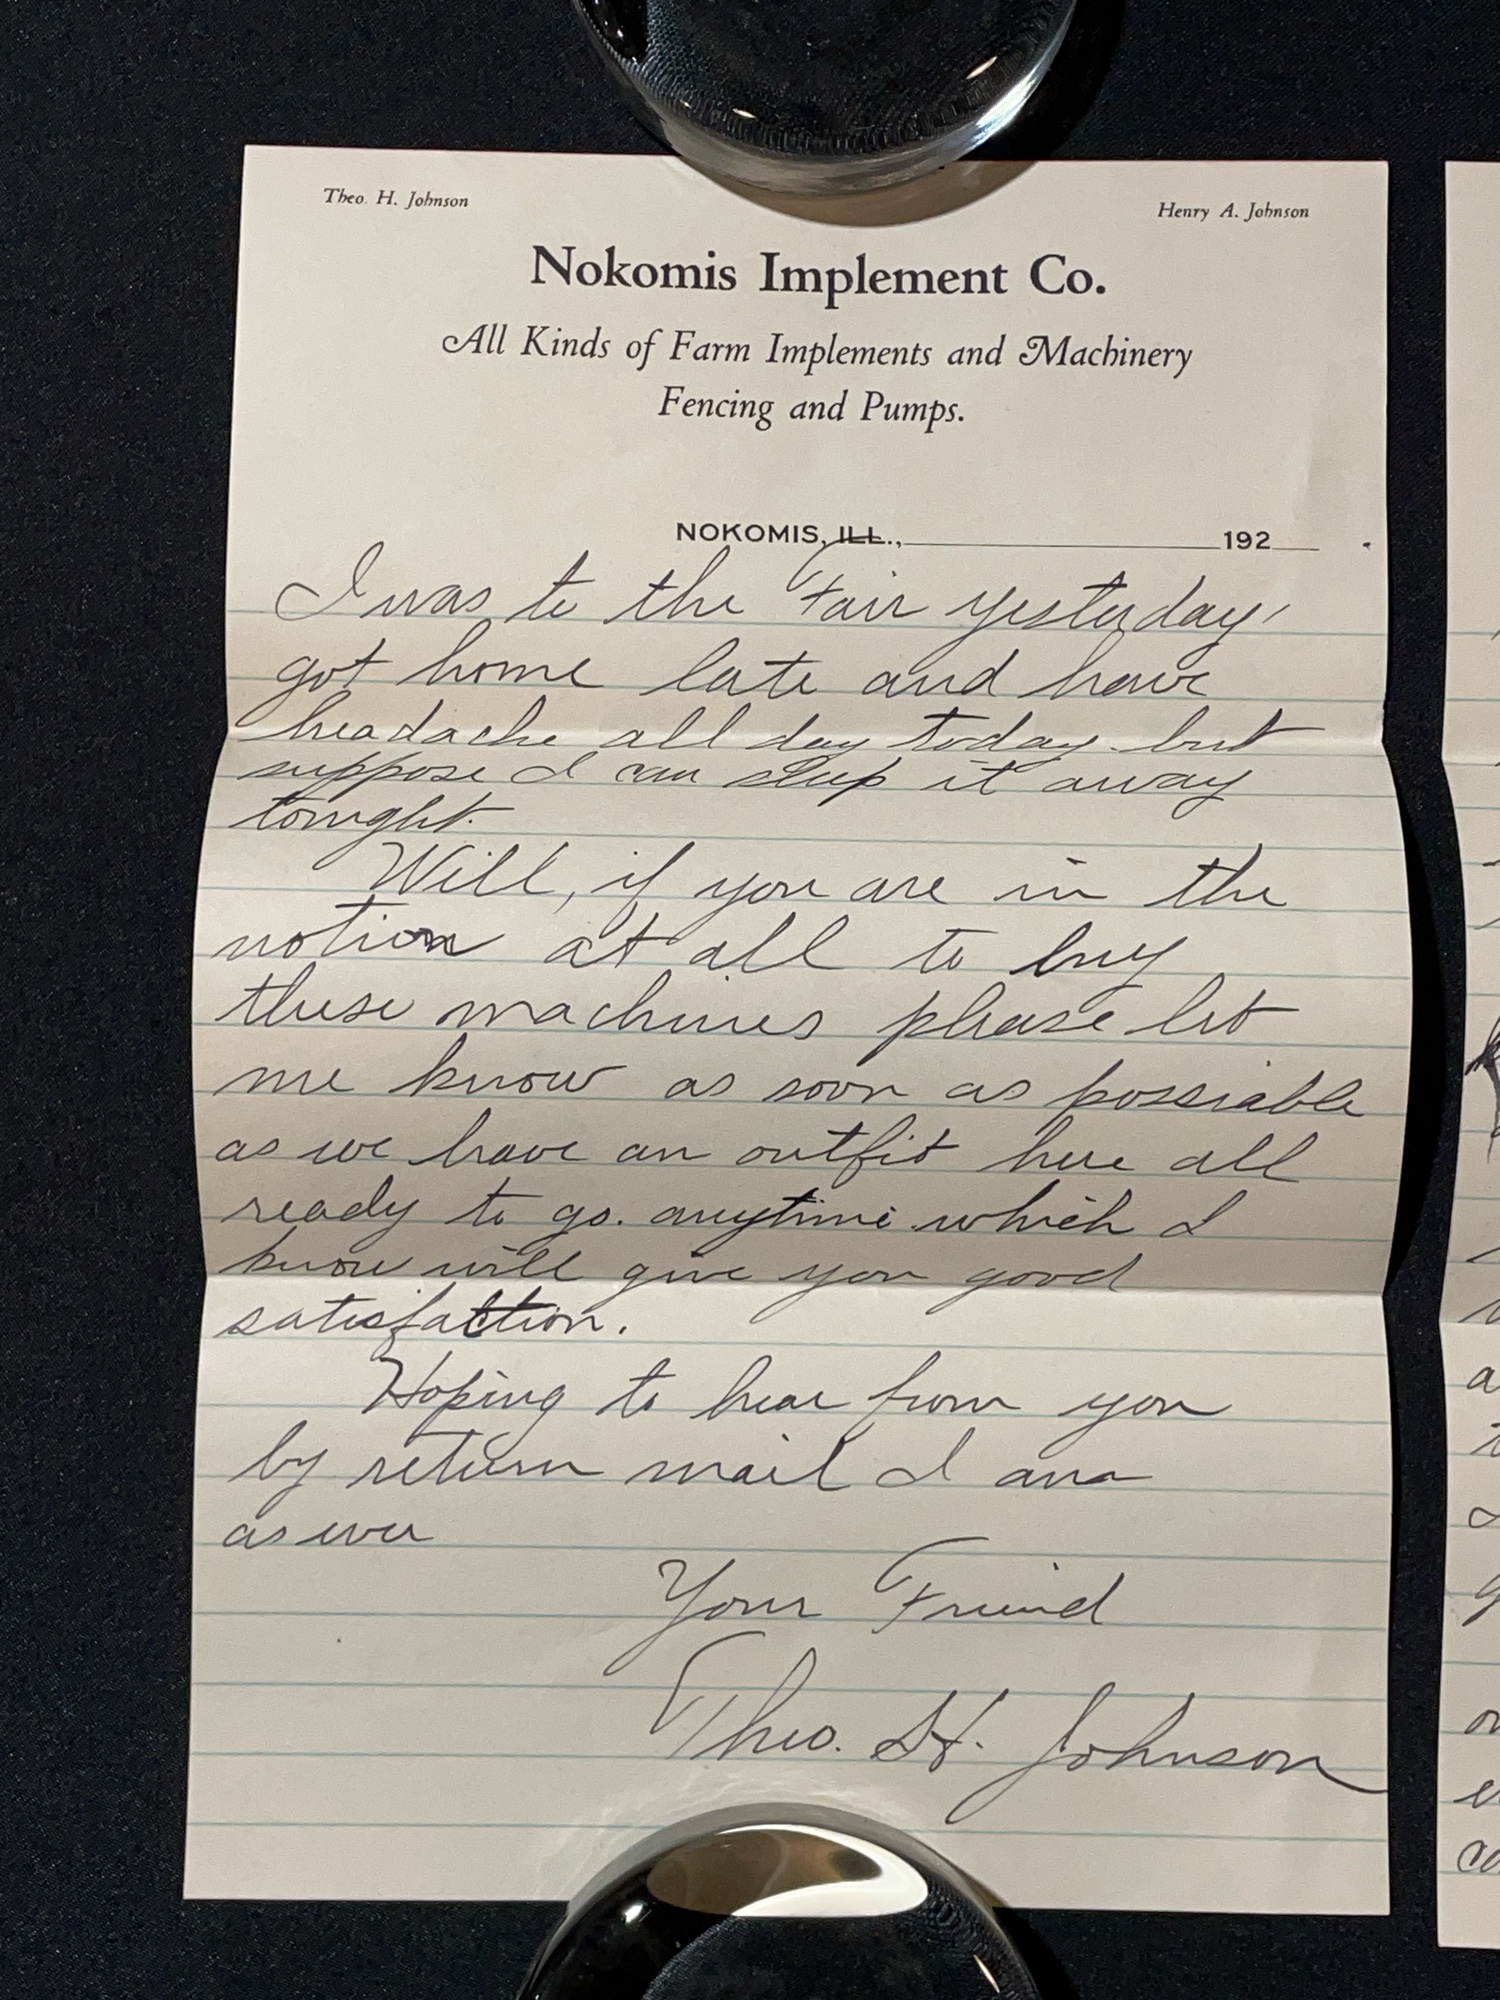 Theo. H. Johnson
Henry A. Johnson
Nokomis Implement Co.
All Kinds of Farm Implements and Machinery
Fencing and Pumps.
NOKOMIS, ILL., 192
I was to the Fair yesterday,
got home late and have
headache all day today but
suppose I can sleep it away
tonight.
Will, if you are in the
notion at all to buy
these machines please let
me know as soon as possiable
as we have an outfit here all
ready to go. anytime which I
know will give you good
satisfaction.
Hoping to hear from you
by return mail I am
as ever
Your Friend
Theo. H. Johnson